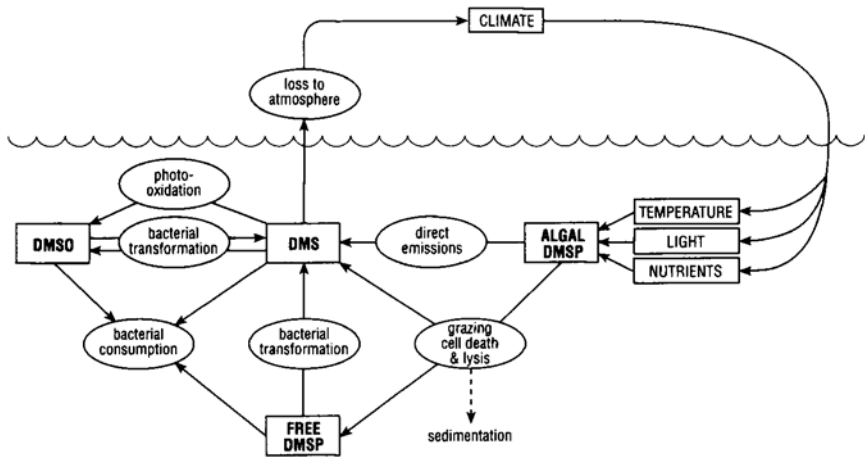 CLIMATE
loss to
atmosphere
photo-
oxidation
DMSO
bacterial
transformation
DMS
direct
emissions
ALGAL
DMSP
TEMPERATURE
LIGHT
NUTRIENTS
bacterial
consumption
bacterial
transformation
grazing
cell death
& lysis
FREE
DMSP
sedimentation